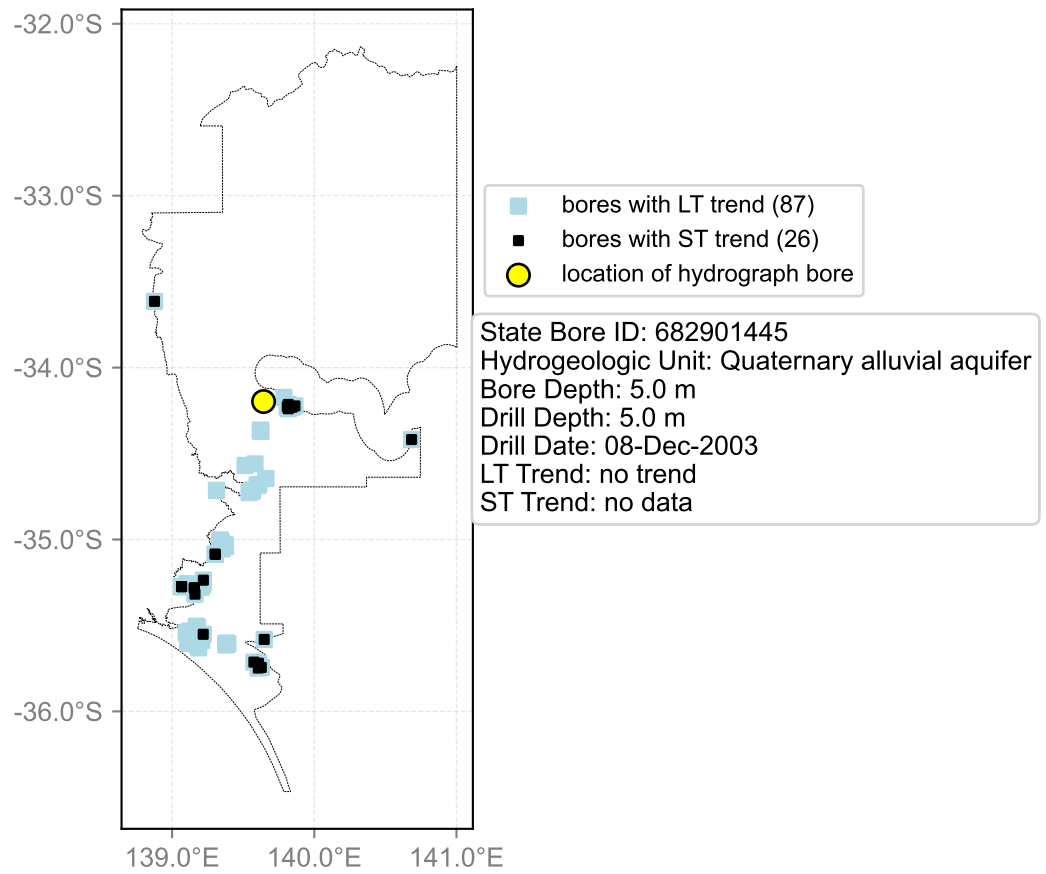 -32.0°S
-33.0°S
-34.0°S
-35.0°S
-36.0°S
139.0°E 140.0°E 141.0°E
bores with LT trend (87)
bores with ST trend (26)
location of hydrograph bore
State Bore ID: 682901445
Hydrogeologic Unit: Quaternary alluvial aquifer
Bore Depth: 5.0 m
Drill Depth: 5.0 m
Drill Date: 08-Dec-2003
LT Trend: no trend
ST Trend: no data